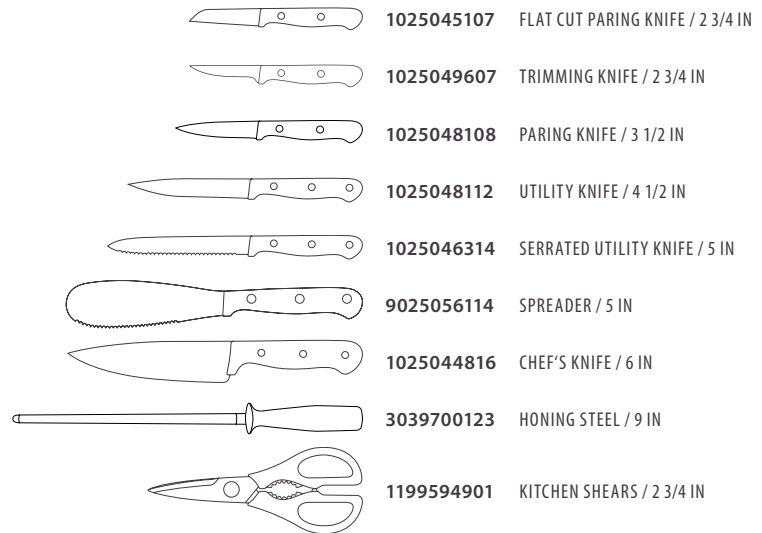 1025045107 FLAT CUT PARING KNIFE / 2 3/4 IN
1025049607 TRIMMING KNIFE / 2 3/4 IN
1025048108 PARING KNIFE / 3 1/2 IN
1025048112 UTILITY KNIFE / 4 1/2 IN
1025046314 SERRATED UTILITY KNIFE / 5 IN
9025056114 SPREADER / 5 IN
1025044816 CHEF‘S KNIFE / 6 IN
3039700123 HONING STEEL / 9 IN
1199594901 KITCHEN SHEARS / 2 3/4 IN